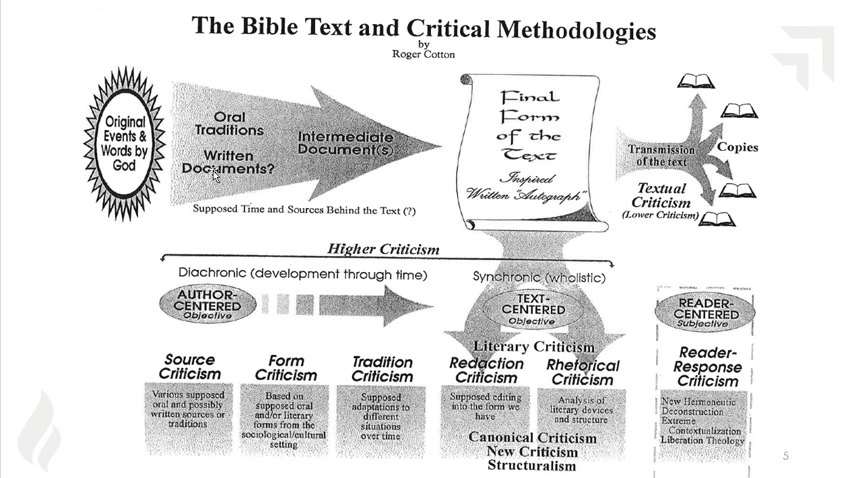 The Bible Text and Critical Methodologies
by
Roger Cotton
Original
Events &
Words by
God
Oral
Traditions
Written
Documents?
Intermediate
Document(s)
Supposed Time and Sources Behind the Text (?)
Final
Form
of the
Text
Inspired
Written "Autograph"
Transmission
of the text
Copies
Textual
Criticism
(Lower Criticism)
Higher Criticism
Diachronic (development through time)
Synchronic (wholistic)
AUTHOR-
CENTERED
Objective
TEXT-
CENTERED
Objective
READER-
CENTERED
Subjective
Literary Criticism
Source
Criticism
Form
Criticism
Tradition
Criticism
Redaction
Criticism
Rhetorical
Criticism
Reader-
Response
Criticism
Various supposed
oral and possibly
written sources or
traditions
Based on
supposed oral
and/or literary
forms from the
sociological/cultural
setting
Supposed
adaptations to
different
situations
over time
Supposed editing
into the form we
have
Analysis of
literary devices
and structure
New Hermeneutic
Deconstruction
Extreme
Contextualization
Liberation Theology
Canonical Criticism
New Criticism
Structuralism
5